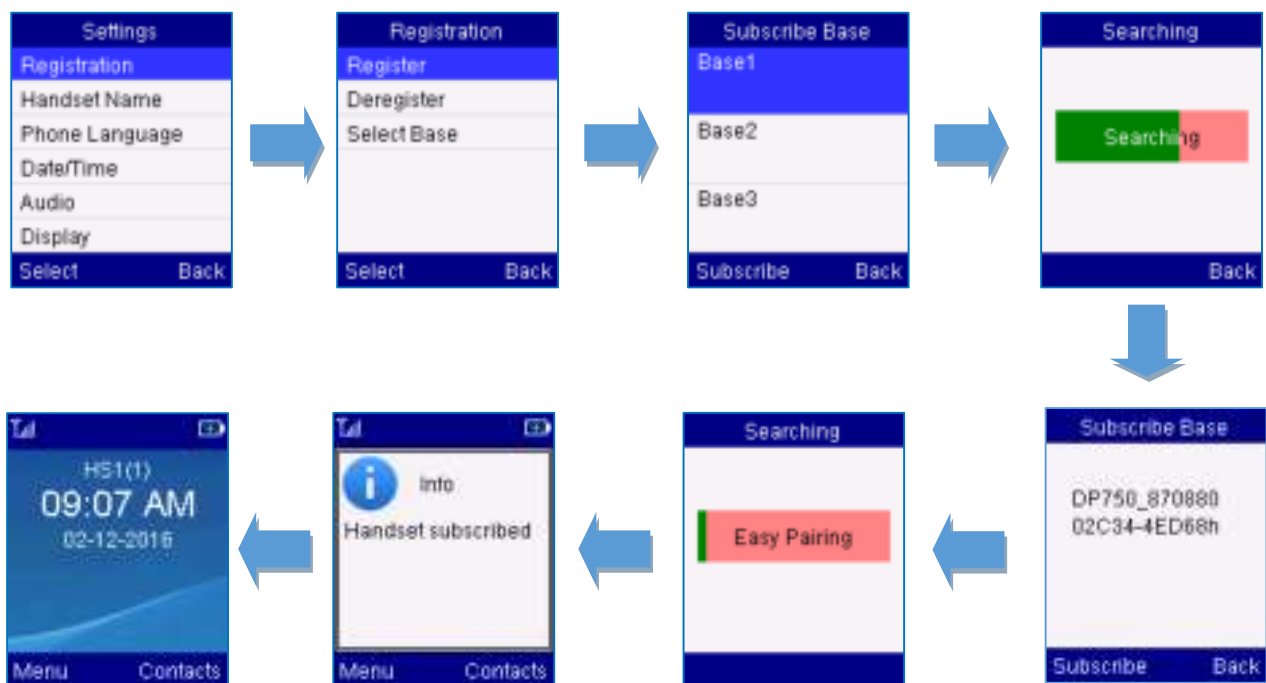 Settings
Registration
Handset Name
Phone Language
Date/Time
Audio
Display
Select Back
Registration
Register
Deregister
Select Base
Select Back
Subscribe Base
Base1
Base2
Base3
Subscribe Back
Searching
Searching
Back
Subscribe Base
DP750_870880
02C34-4ED68h
Subscribe Back
Searching
Easy Pairing
Info
Handset subscribed
Menu Contacts
HS1(1)
09:07 AM
02-12-2016
Menu Contacts